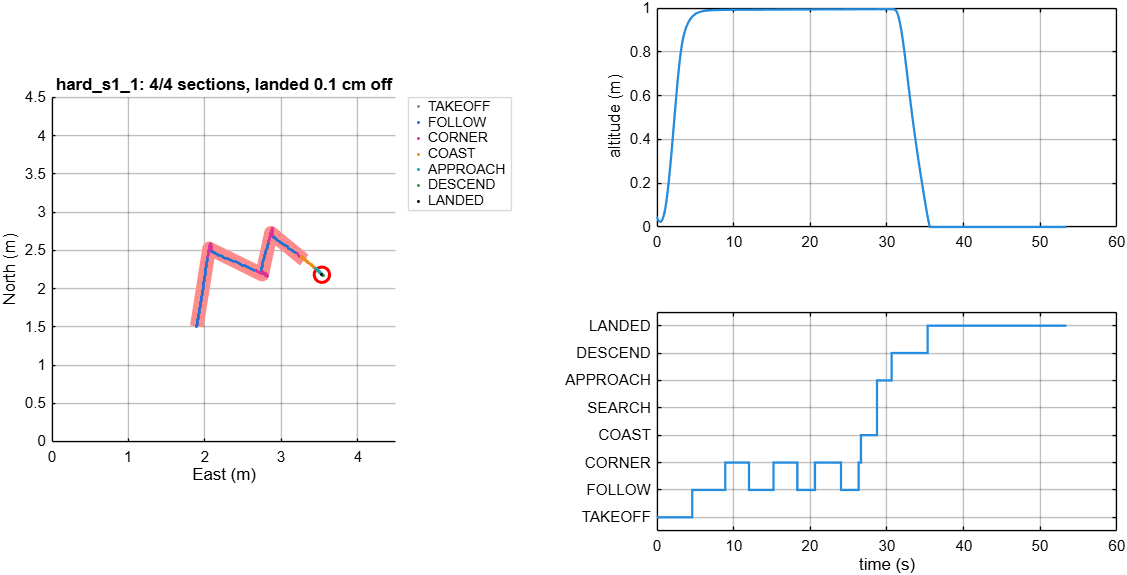 hard_s1_1: 4/4 sections, landed 0.1 cm off
4.5
4
3.5
3
2.5
2
1.5
1
0.5
0
0
1
2
3
4
North (m)
East (m)
TAKEOFF
FOLLOW
CORNER
COAST
APPROACH
DESCEND
LANDED
1
0.8
0.6
0.4
0.2
0
altitude (m)
0
10
20
30
40
50
60
LANDED
DESCEND
APPROACH
SEARCH
COAST
CORNER
FOLLOW
TAKEOFF
0
10
20
30
40
50
60
time (s)